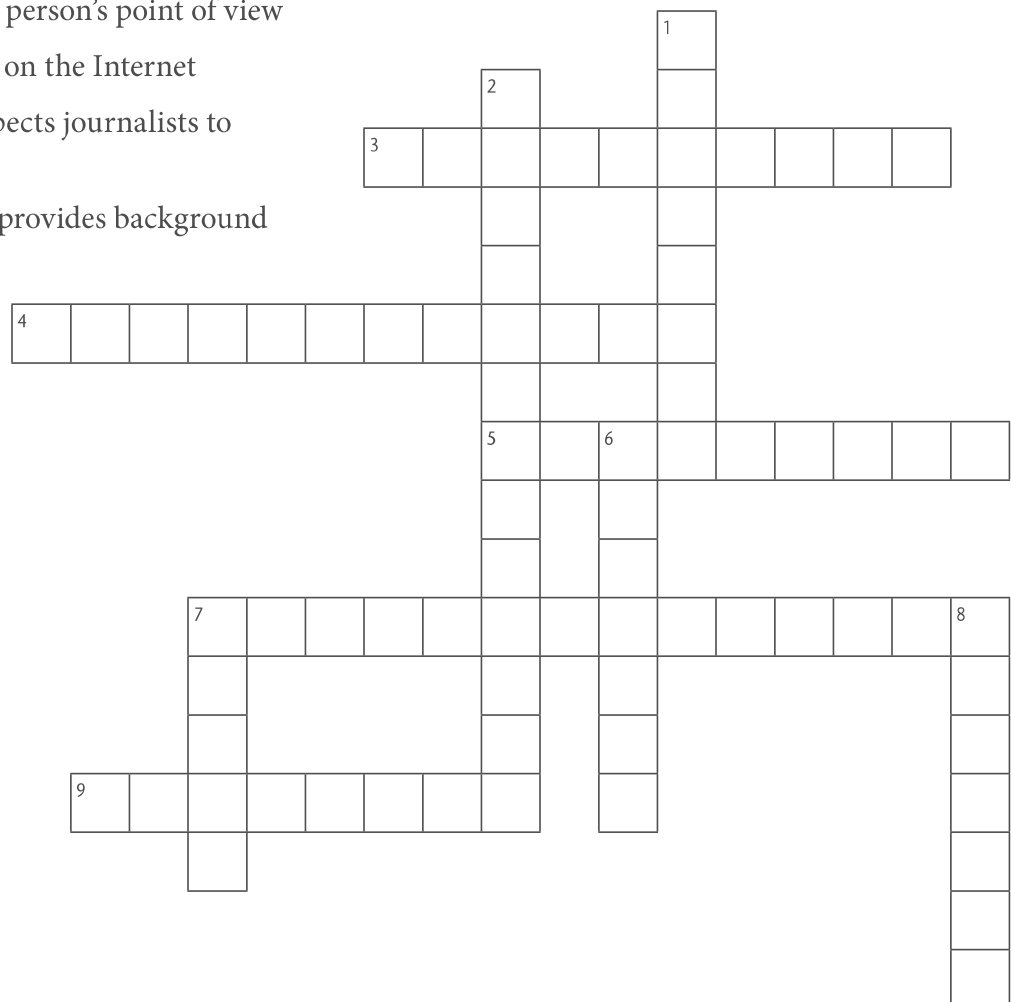 person’s point of view
on the Internet
pects journalists to
provides background
1
2
3
4
5
6
7
8
9